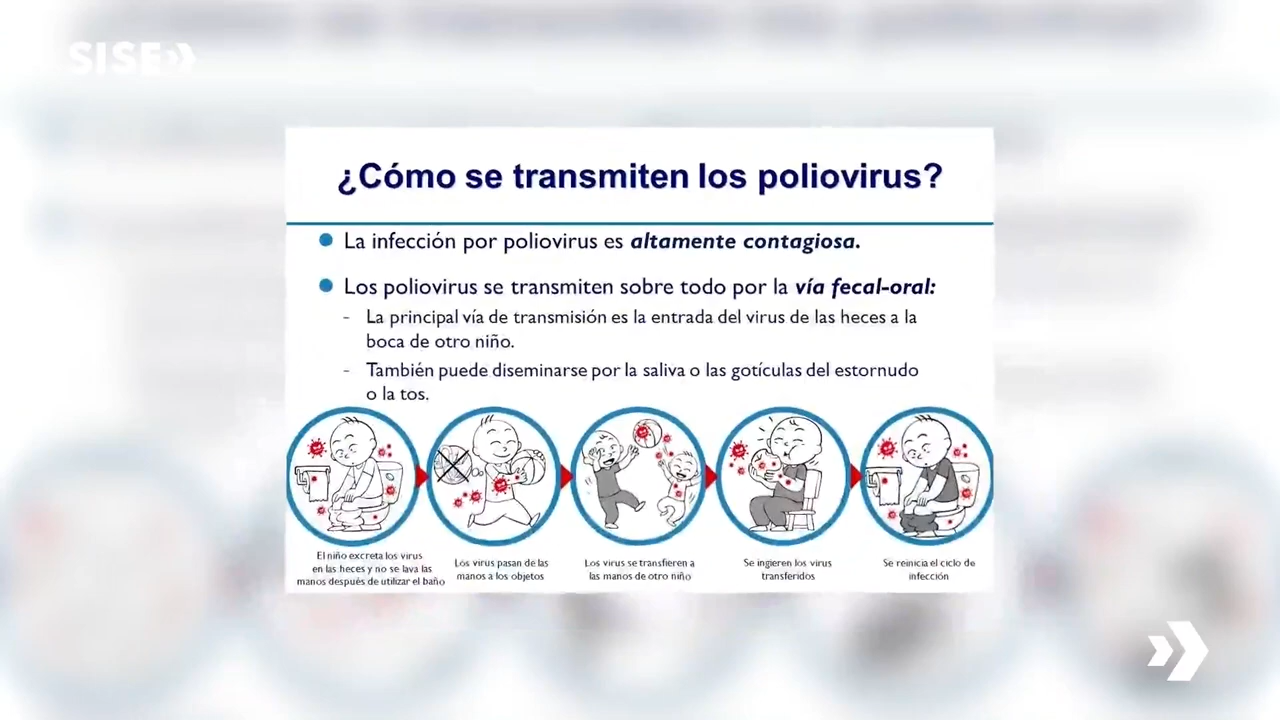 SISE
¿Cómo se transmiten los poliovirus?
La infección por poliovirus es altamente contagiosa.
Los poliovirus se transmiten sobre todo por la vía fecal-oral:
- La principal vía de transmisión es la entrada del virus de las heces a la
boca de otro niño.
- También puede diseminarse por la saliva o las gotículas del estornudo
o la tos.
El niño excreta los virus
en las heces y no se lava las
manos después de utilizar el baño
Los virus pasan de las
manos a los objetos
Los virus se transfieren a
las manos de otro niño
Se ingieren los virus
transferidos
Se reinicia el ciclo de
infección